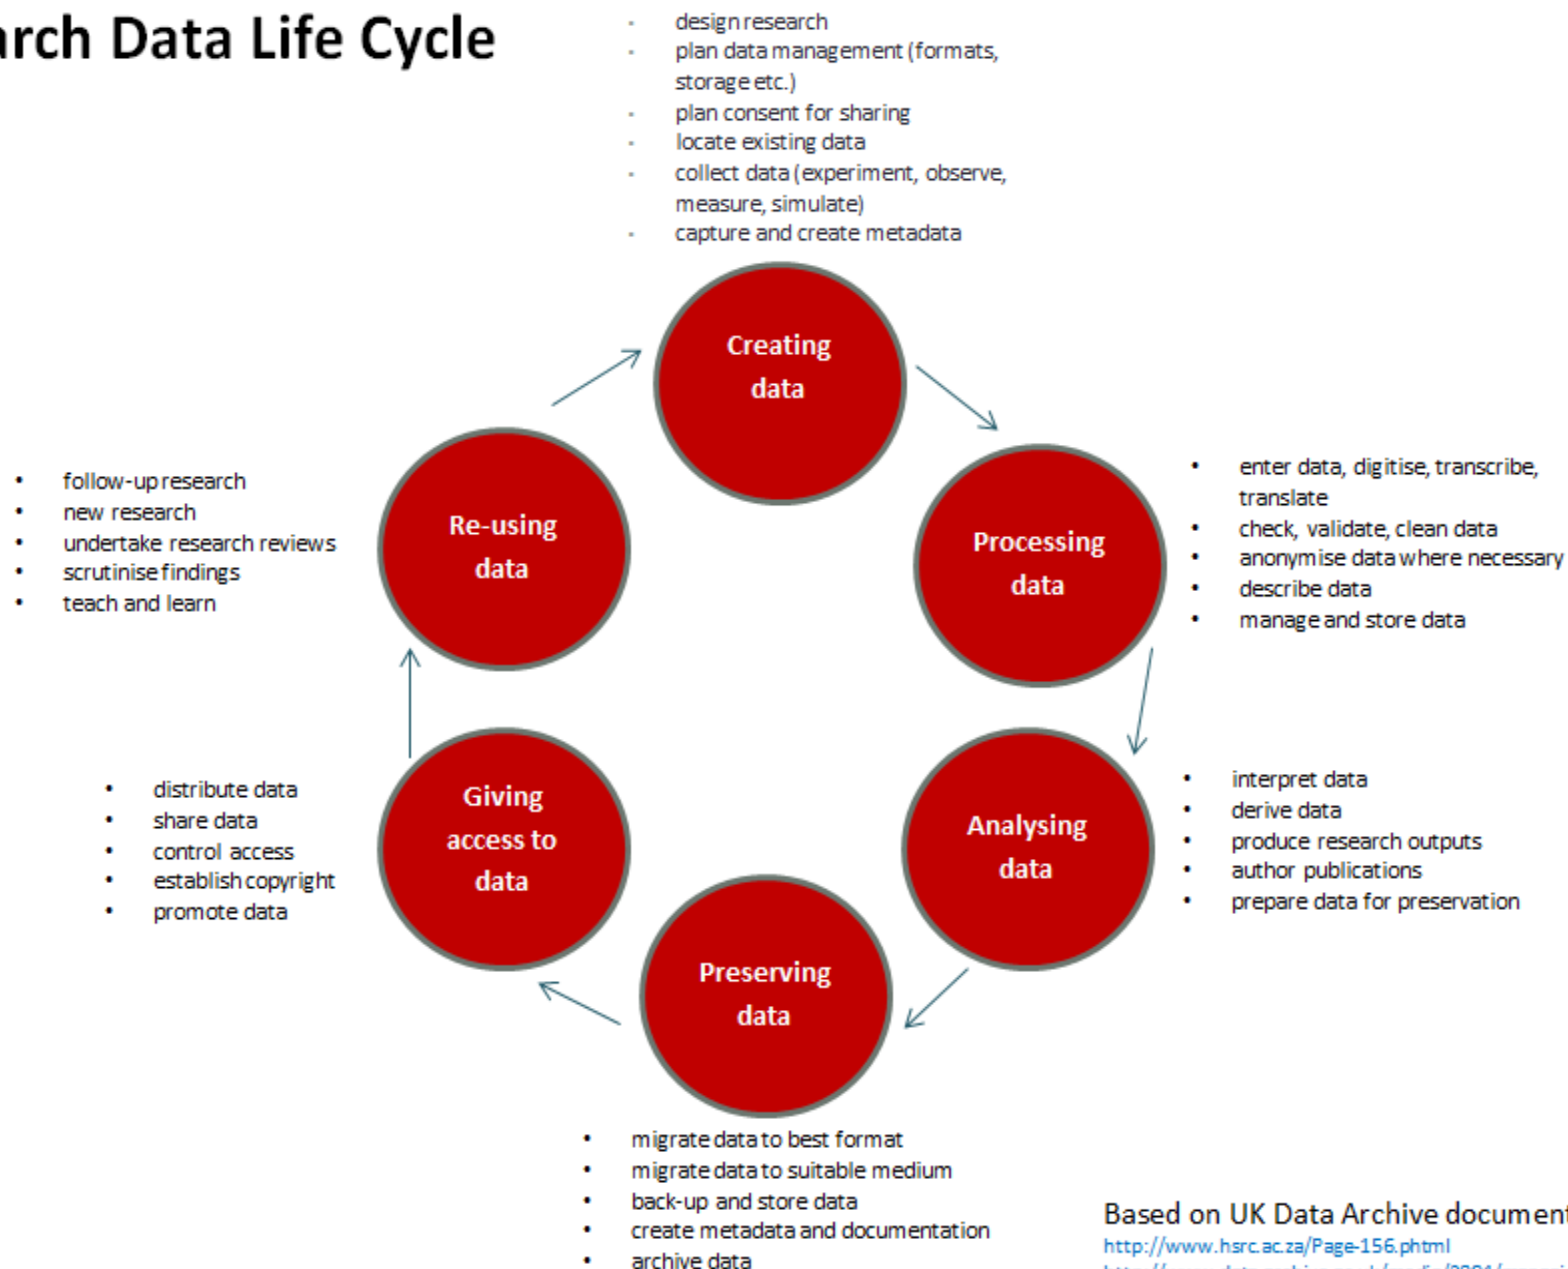 arch Data Life Cycle
- design research
- plan data management (formats,
storage etc.)
- plan consent for sharing
- locate existing data
- collect data (experiment, observe,
measure, simulate)
- capture and create metadata
Creating
data
Processing
data
• enter data, digitise, transcribe,
translate
• check, validate, clean data
• anonymise data where necessary
• describe data
• manage and store data
Analysing
data
• interpret data
• derive data
• produce research outputs
• author publications
• prepare data for preservation
Preserving
data
• migrate data to best format
• migrate data to suitable medium
• back-up and store data
• create metadata and documentation
• archive data
Giving
access to
data
• distribute data
• share data
• control access
• establish copyright
• promote data
Re-using
data
• follow-up research
• new research
• undertake research reviews
• scrutinise findings
• teach and learn
Based on UK Data Archive document
http://www.hsrc.ac.za/Page-156.phtml